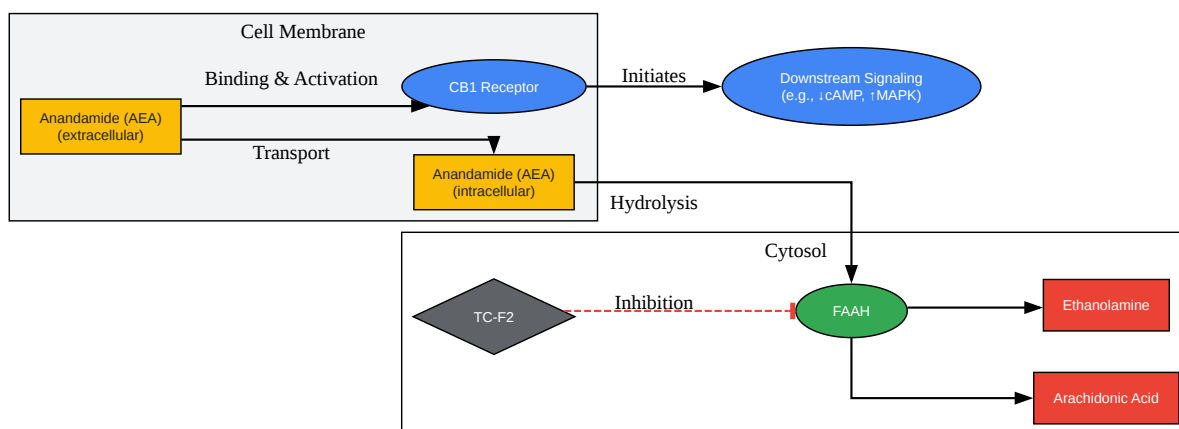 Cell Membrane
Binding & Activation
CB1 Receptor
Initiates
Downstream Signaling
(e.g., ↓cAMP, ↑MAPK)
Anandamide (AEA)
(extracellular)
Transport
Anandamide (AEA)
(intracellular)
Hydrolysis
Cytosol
TC-F2
Inhibition
FAAH
Ethanolamine
Arachidonic Acid